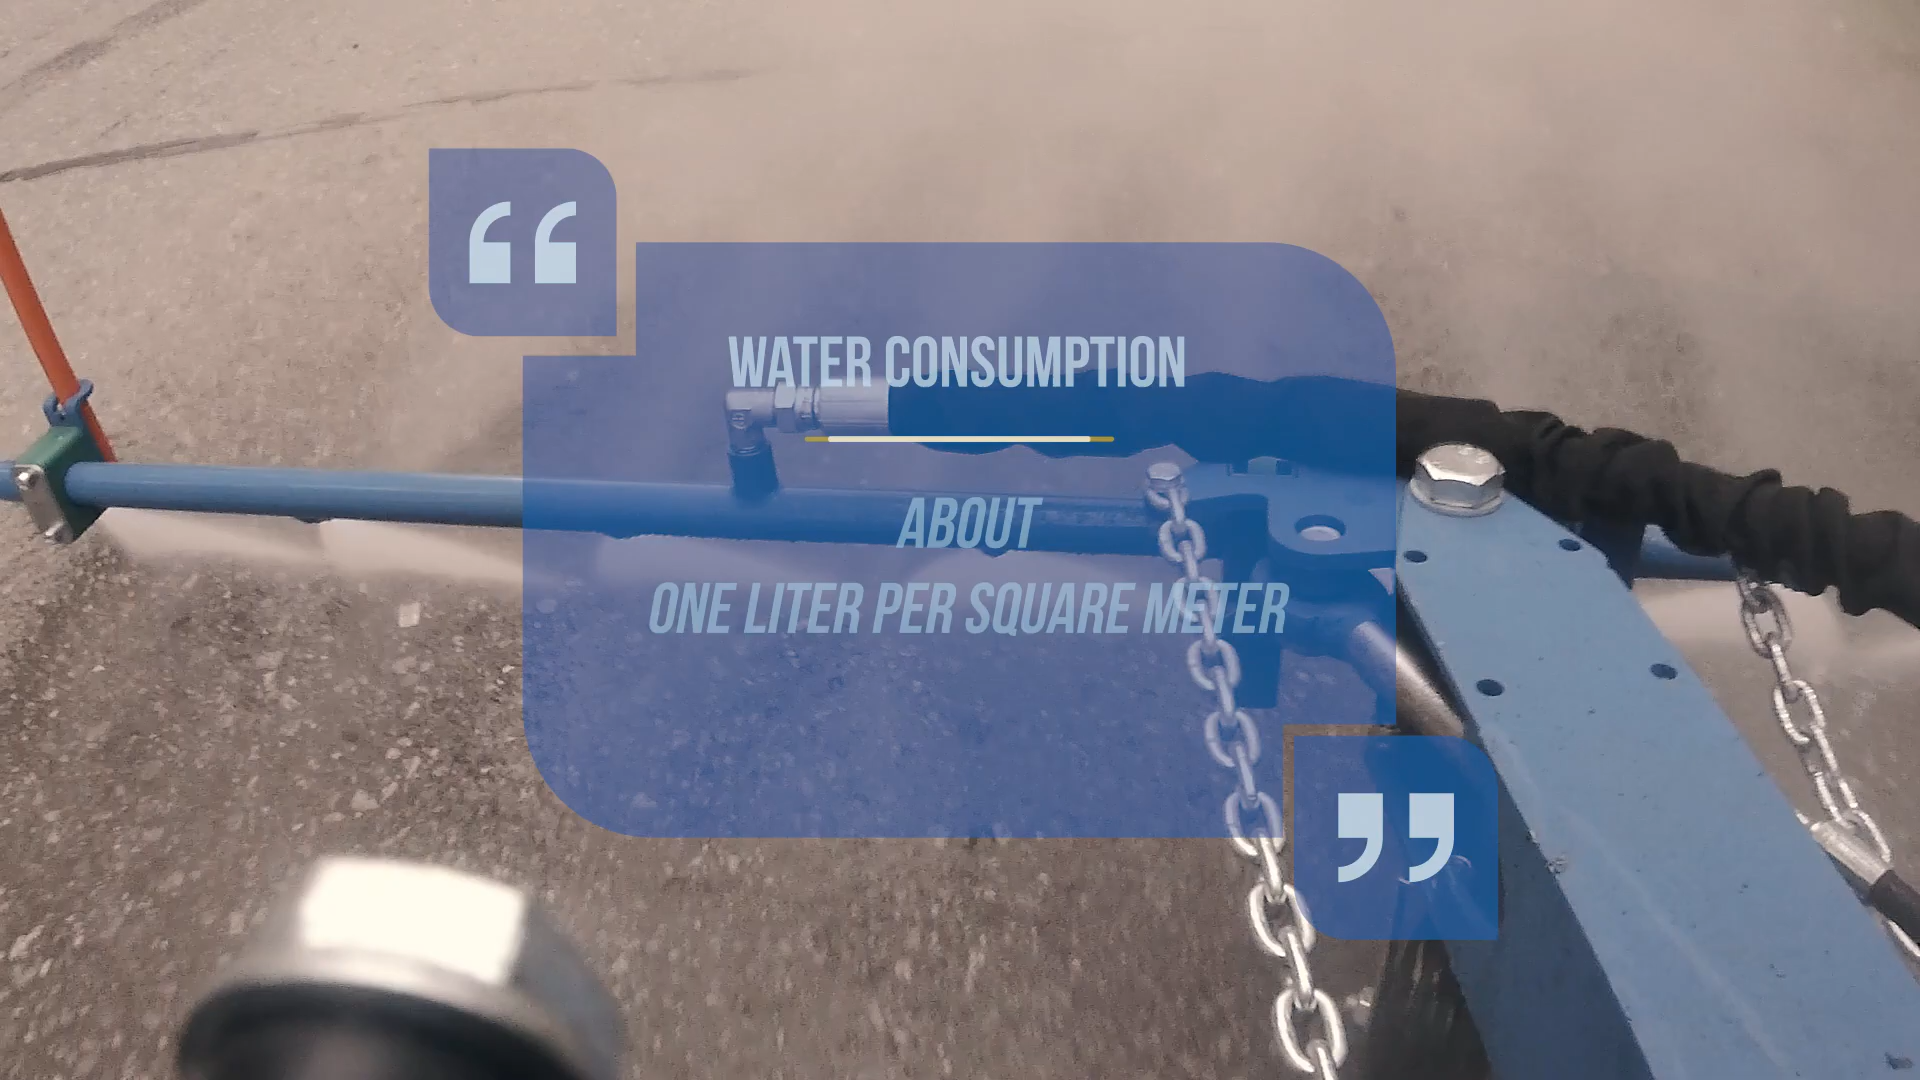 “
WATER CONSUMPTION
ABOUT
ONE LITER PER SQUARE METER
”